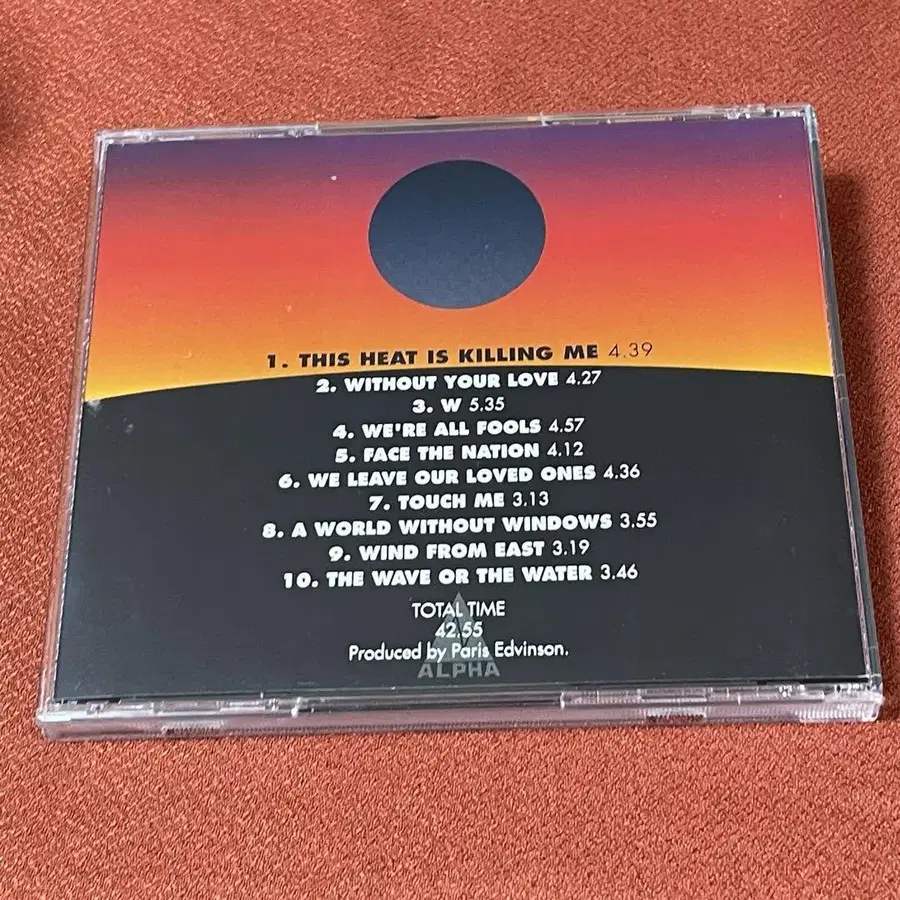 1. THIS HEAT IS KILLING ME 4.39
2. WITHOUT YOUR LOVE 4.27
3. W 5.35
4. WE'RE ALL FOOLS 4.57
5. FACE THE NATION 4.12
6. WE LEAVE OUR LOVED ONES 4.36
7. TOUCH ME 3.13
8. A WORLD WITHOUT WINDOWS 3.55
9. WIND FROM EAST 3.19
10. THE WAVE OR THE WATER 3.46
TOTAL TIME
42.55
Produced by Paris Edvinson.
ALPHA